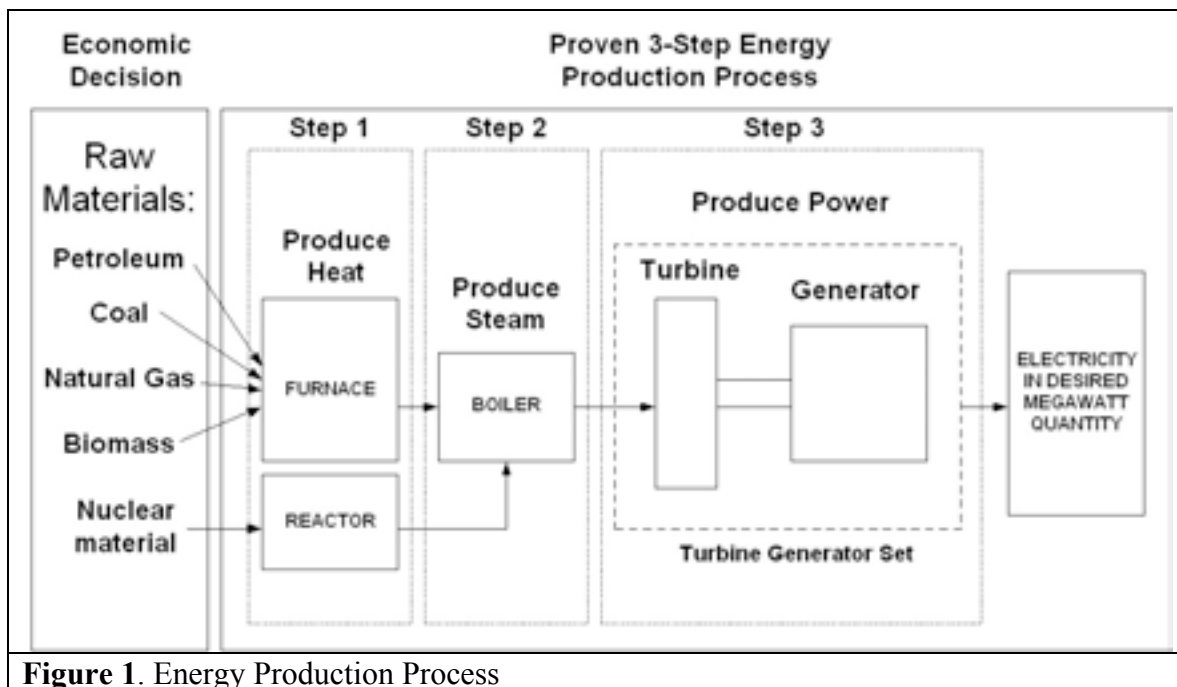 Economic
Decision
Proven 3-Step Energy
Production Process
Raw
Materials:
Petroleum
Coal
Natural Gas
Biomass
Nuclear
material
Step 1
Produce
Heat
FURNACE
REACTOR
Step 2
Produce
Steam
BOILER
Step 3
Produce Power
Turbine
Generator
Turbine Generator Set
ELECTRICITY
IN DESIRED
MEGAWATT
QUANTITY
Figure 1. Energy Production Process